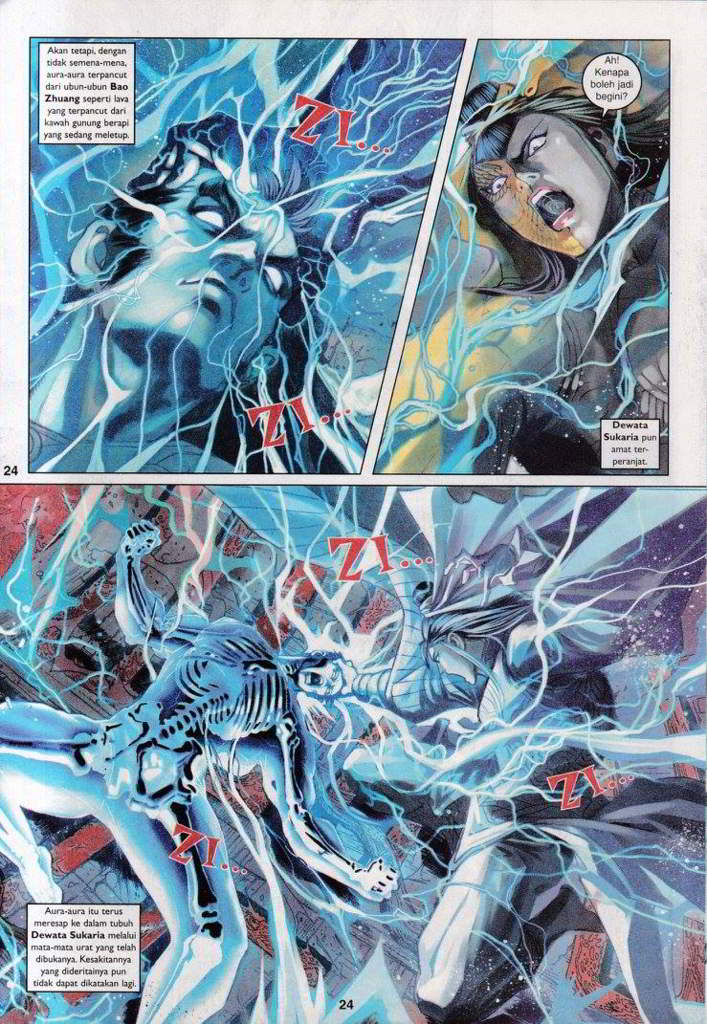 Akan tetapi, dengan
tidak semena-mena,
aura-aura terpancut
dari ubun-ubun Bao
Zhuang seperti lava
yang terpancut dari
kawah gunung berapi
yang sedang meletup.
ZI...
ZI...
Ah!
Kenapa
boleh jadi
begini?
Dewata
Sukaria pun
amat ter-
peranjat.
24
ZI...
ZI...
ZI...
Aura-aura itu terus
meresap ke dalam tubuh
Dewata Sukaria melalui
mata-mata urat yang telah
dibukanya. Kesakitannya
yang dideritainya pun
tidak dapat dikatakan lagi.
24